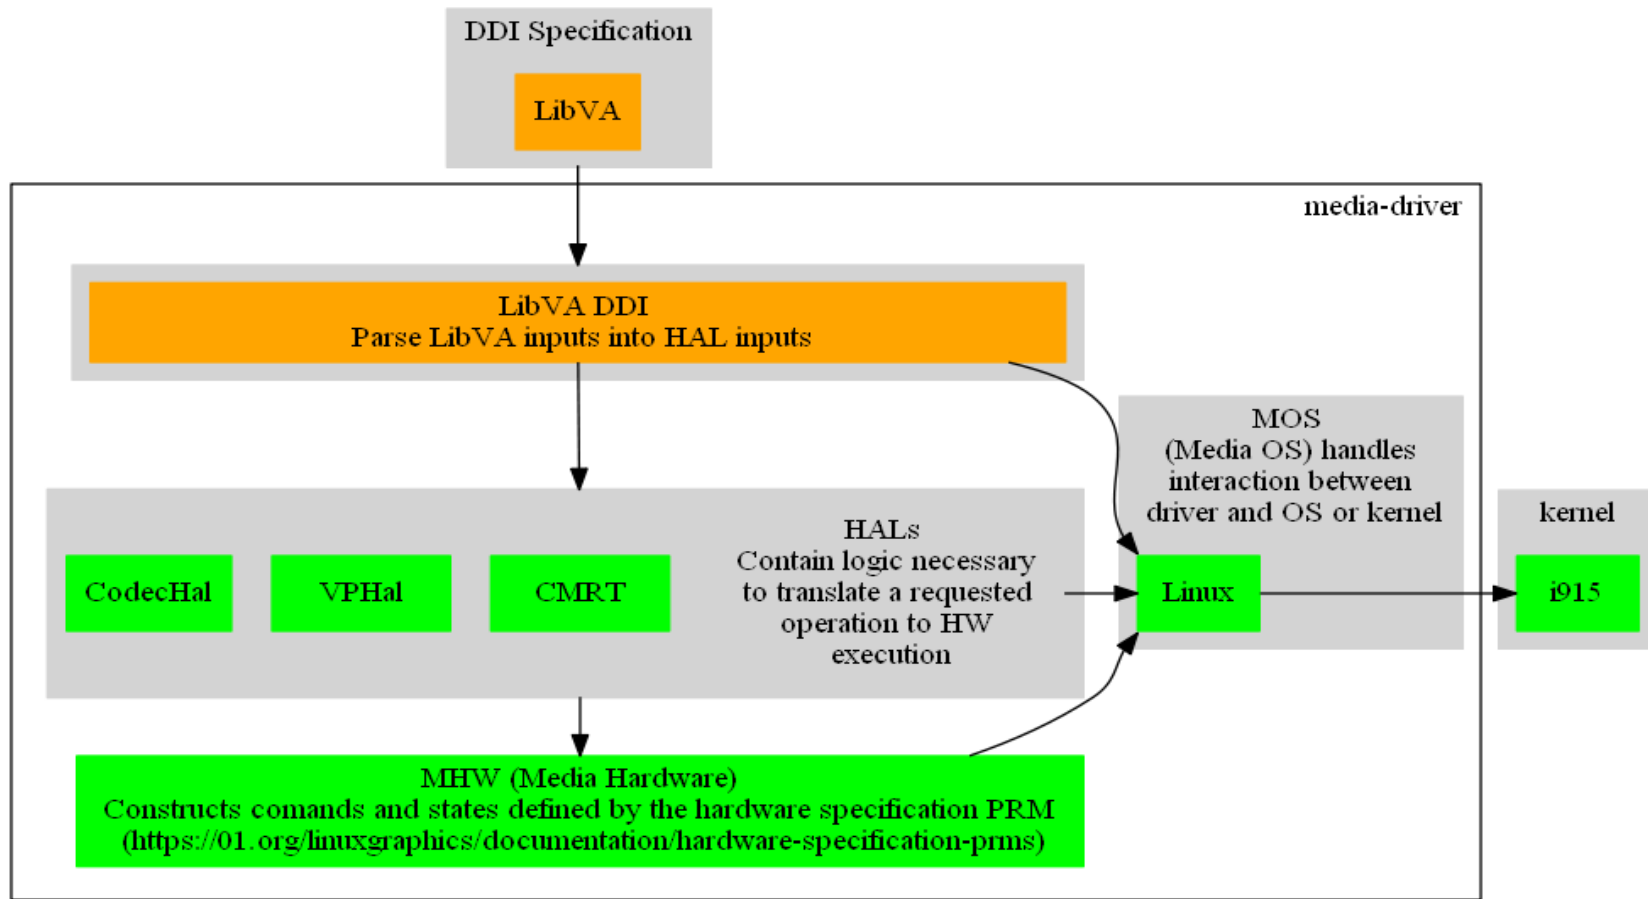 DDI Specification
LibVA
media-driver
LibVA DDI
Parse LibVA inputs into HAL inputs
MOS
(Media OS) handles
interaction between
driver and OS or kernel
Linux
kernel
i915
CodecHal
VPHal
CMRT
HALs
Contain logic necessary
to translate a requested
operation to HW
execution
MHW (Media Hardware)
Constructs comands and states defined by the hardware specification PRM
(https://01.org/linuxgraphics/documentation/hardware-specification-prms)